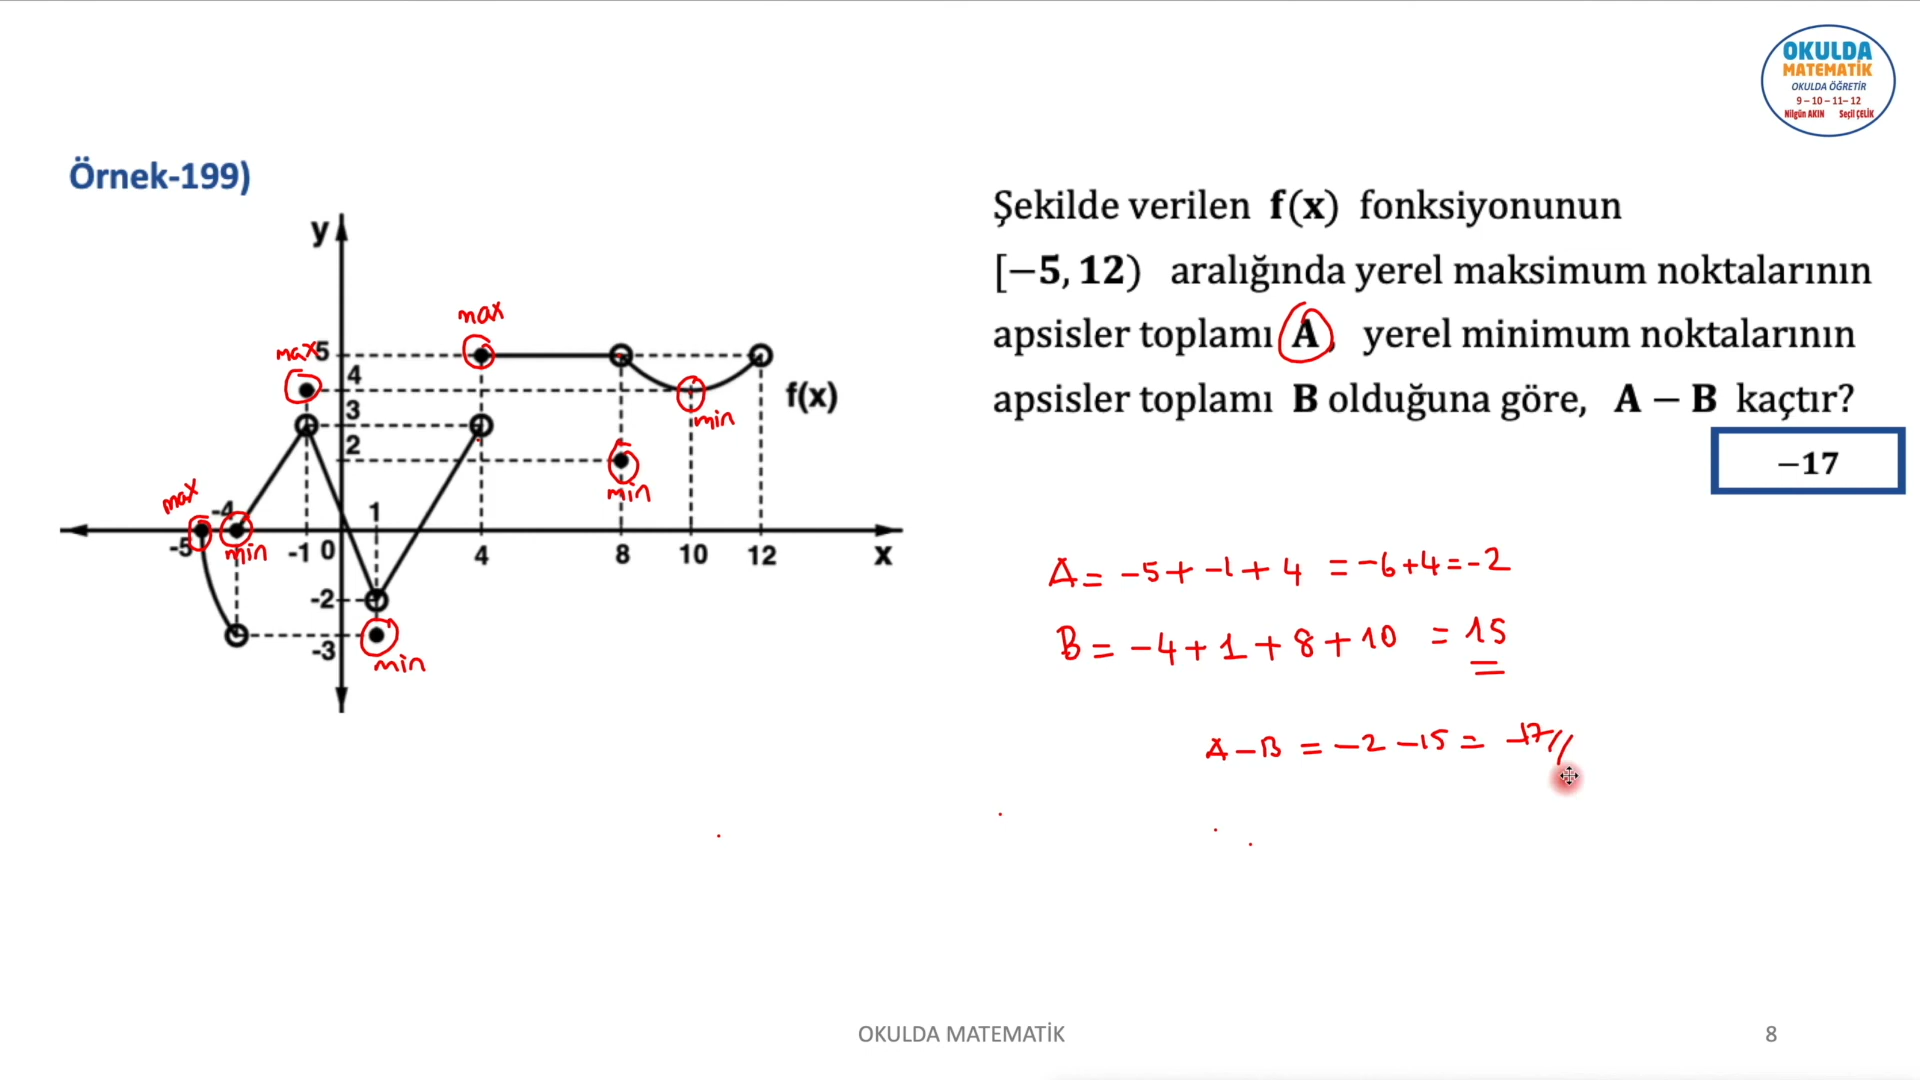 OKULDA
MATEMATİK
OKULDA ÖĞRETİR
9 – 10 – 11– 12
Nilgün AKIN Seçil ÇELİK
Örnek-199)
Şekilde verilen f(x) fonksiyonunun
[−5, 12) aralığında yerel maksimum noktalarının
apsisler toplamı A, yerel minimum noktalarının
apsisler toplamı B olduğuna göre, A − B kaçtır?
−17
y
max
max 5
4
3
2
f(x)
min
min
max
-4
1
-5
min
-1 0
4
8
10
12
x
-2
-3
min
A = -5 + -1 + 4 = -6+4 = -2
B = -4 + 1 + 8 + 10 = 15
A - B = -2 - 15 = -17//
OKULDA MATEMATİK
8